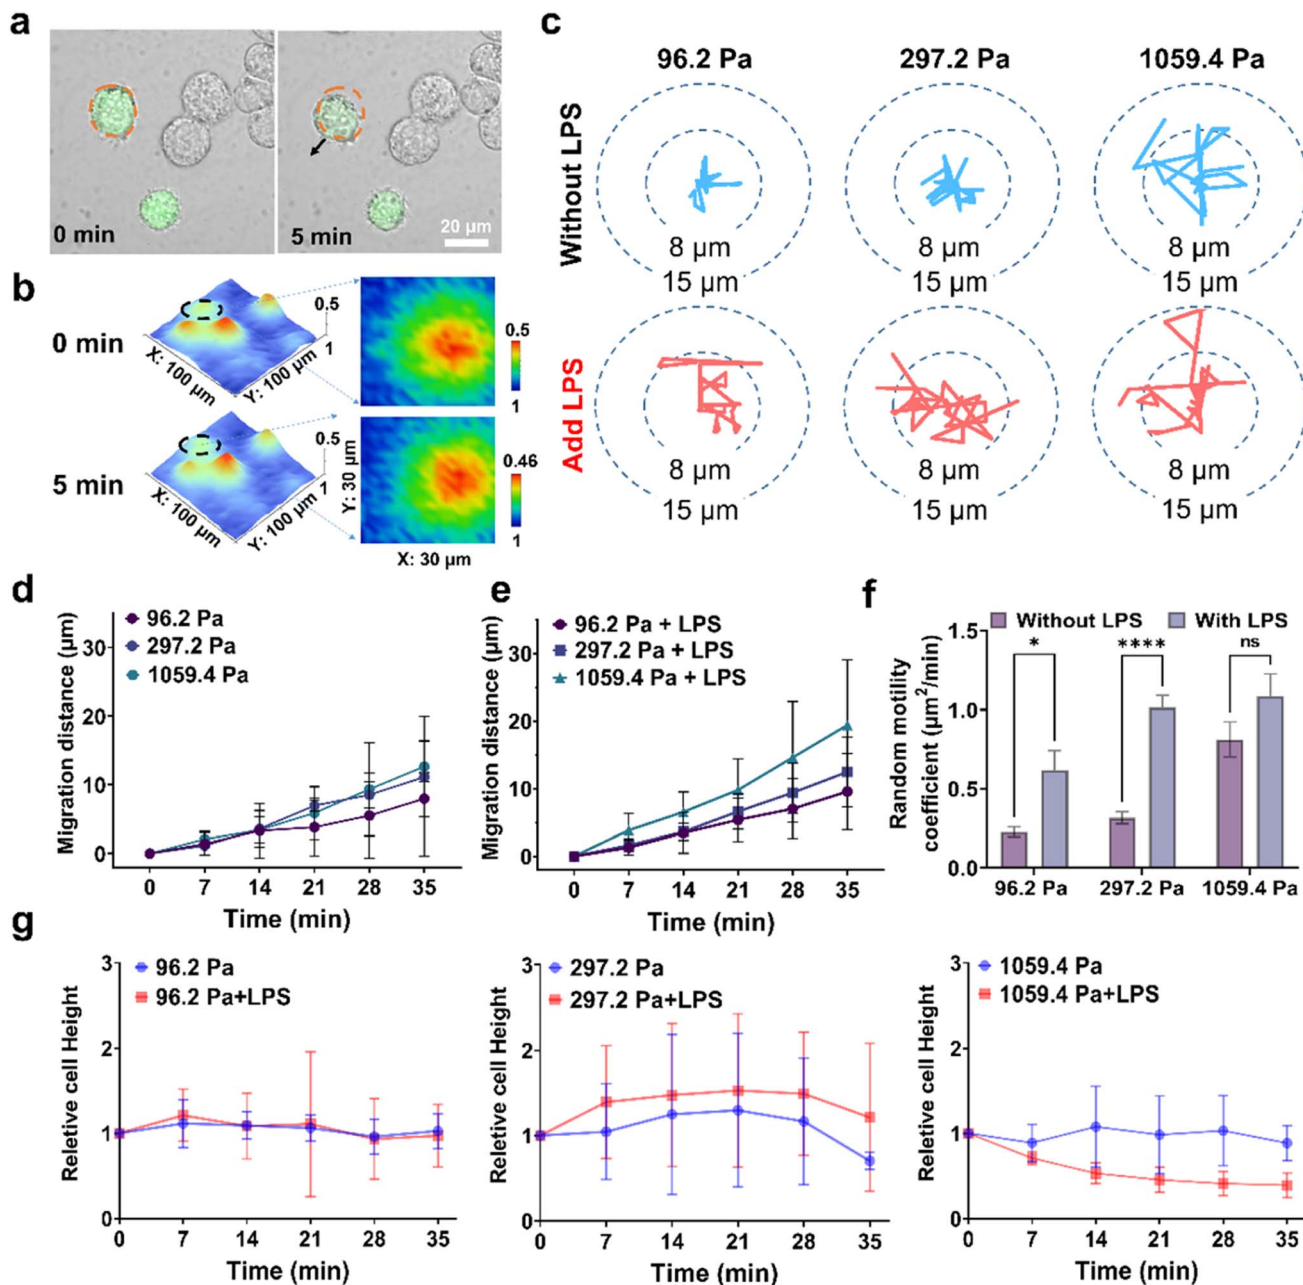 a
0 min
5 min
20 µm
b
0 min
X: 100 µm
Y: 100 µm
0.5
1
0.5
1
5 min
X: 100 µm
Y: 100 µm
0.5
1
Y: 30 µm
X: 30 µm
0.46
1
c
96.2 Pa
297.2 Pa
1059.4 Pa
Without LPS
8 µm
15 µm
8 µm
15 µm
8 µm
15 µm
Add LPS
8 µm
15 µm
8 µm
15 µm
8 µm
15 µm
d
96.2 Pa
297.2 Pa
1059.4 Pa
Migration distance (µm)
30
20
10
0
0 7 14 21 28 35
Time (min)
e
96.2 Pa + LPS
297.2 Pa + LPS
1059.4 Pa + LPS
Migration distance (µm)
30
20
10
0
0 7 14 21 28 35
Time (min)
f
Without LPS With LPS
Random motility
coefficient (µm²/min)
1.5
1.0
0.5
0.0
* **** ns
96.2 Pa 297.2 Pa 1059.4 Pa
g
96.2 Pa
96.2 Pa+LPS
Reletive cell Height
3
2
1
0
0 7 14 21 28 35
Time (min)
297.2 Pa
297.2 Pa+LPS
Reletive cell Height
3
2
1
0
0 7 14 21 28 35
Time (min)
1059.4 Pa
1059.4 Pa+LPS
Reletive cell Height
3
2
1
0
0 7 14 21 28 35
Time (min)